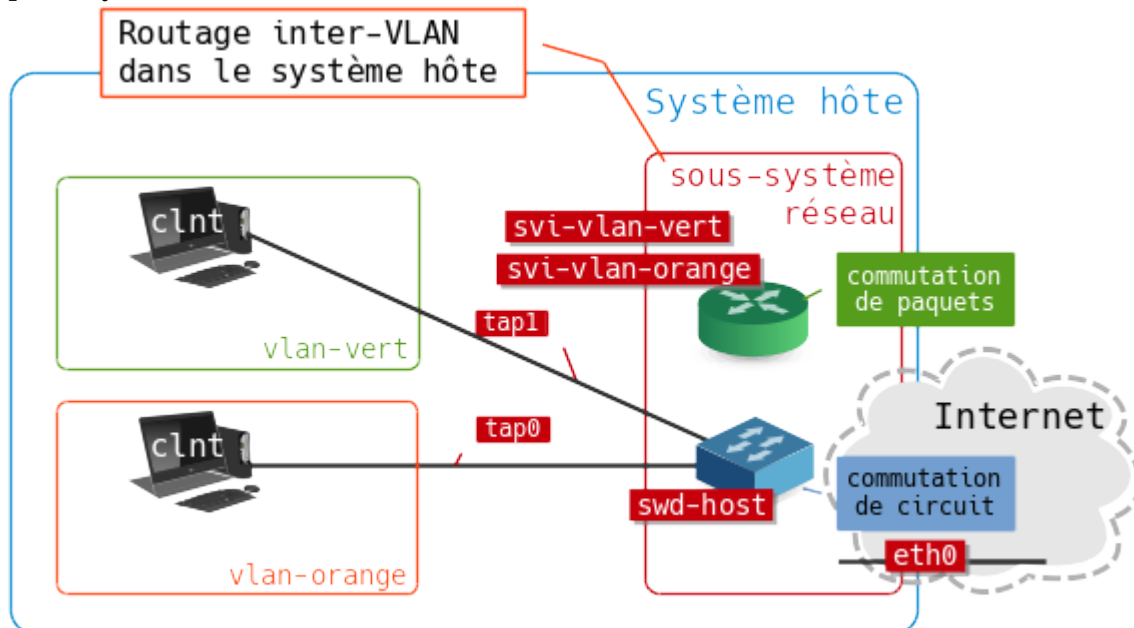 Routage inter-VLAN
dans le système hôte
Système hôte
sous-système
réseau
clnt
svi-vlan-vert
svi-vlan-orange
commutation
de paquets
tap1
vlan-vert
Internet
clnt
tap0
commutation
de circuit
swd-host
eth0
vlan-orange